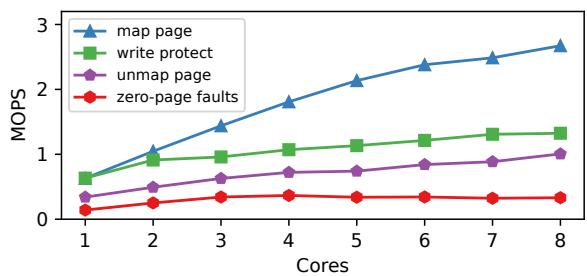 3
2
1
0
MOPS
map page
write protect
unmap page
zero-page faults
1 2 3 4 5 6 7 8
Cores